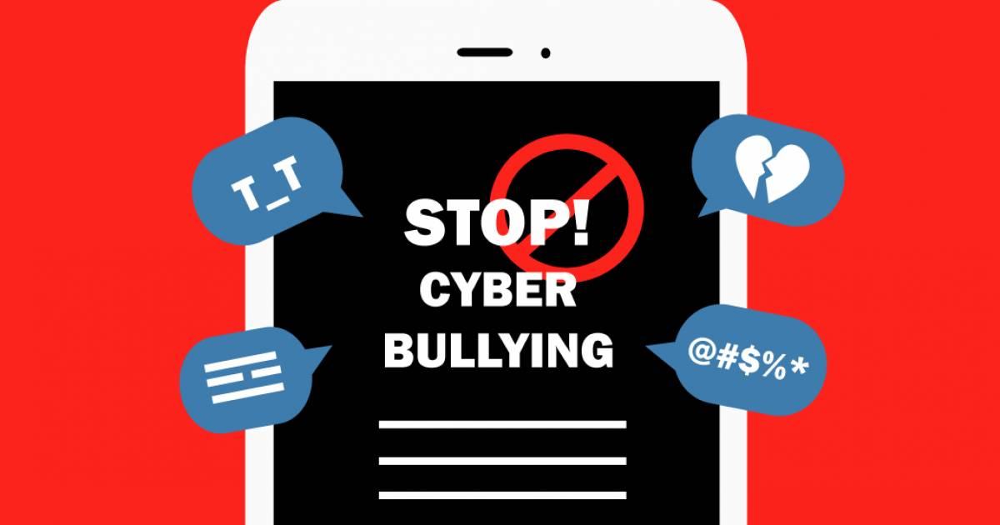 T_T
STOP!
CYBER
BULLYING
@#$%*